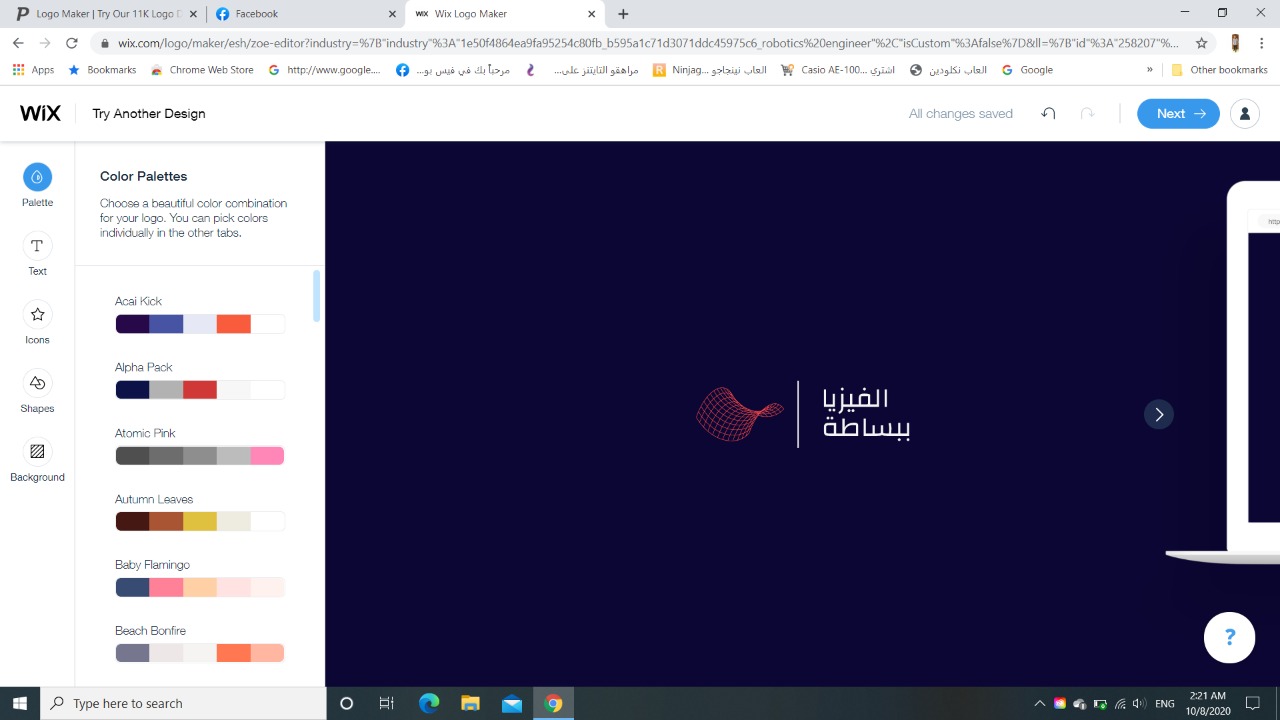 Logo Maker | Try Our 11K Logo D
Facebook
WIX Wix Logo Maker
wix.com/logo/maker/esh/zoe-editor?industry=%7B"industry"%3A"1e50f4864ea9fa95254c80fb_b595a1c71d3071ddc45975c6_robotics%20engineer"%2C"isCustom"%3Afalse%7D&ll=%7B"id"%3A"258207"%...
Apps
Bookmarks
Chrome Web Store
http://www.google....
مرحباً بك في فيس بو...
مراهقو التايتنز على...
Ninjag... العاب نينجاجو
Casio AE-100... اشتري
العاب نكلودين
Google
»
Other bookmarks
WIX
Try Another Design
All changes saved
Next
Palette
Text
Icons
Shapes
Background
Color Palettes
Choose a beautiful color combination
for your logo. You can pick colors
individually in the other tabs.
Acai Kick
Alpha Pack
Atomic Pink
Autumn Leaves
Baby Flamingo
Beach Bonfire
الفيزيا
ببساطة
http
?
Type here to search
ENG
2:21 AM
10/8/2020